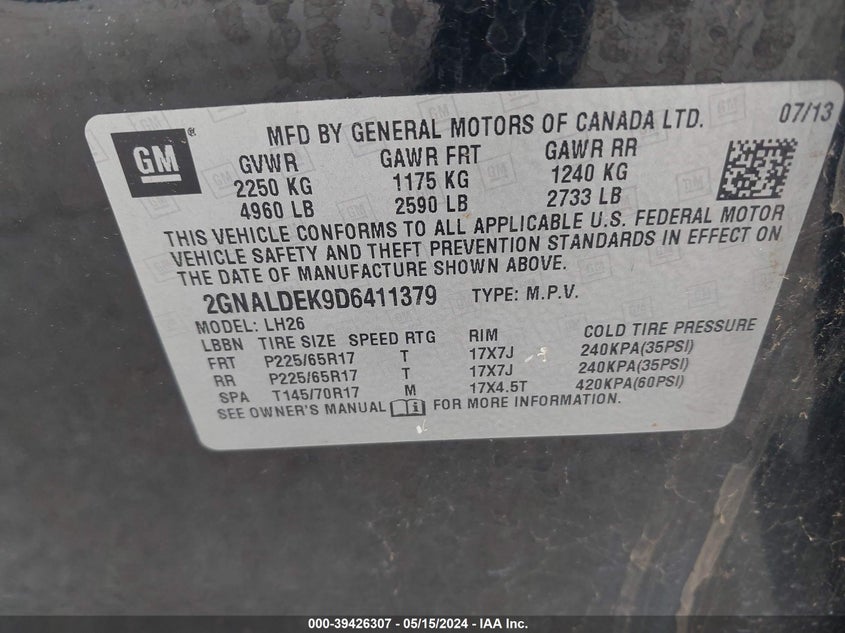 GM ®
MFD BY GENERAL MOTORS OF CANADA LTD.
07/13
GVWR GAWR FRT GAWR RR
2250 KG 1175 KG 1240 KG
4960 LB 2590 LB 2733 LB
THIS VEHICLE CONFORMS TO ALL APPLICABLE U.S. FEDERAL MOTOR
VEHICLE SAFETY AND THEFT PREVENTION STANDARDS IN EFFECT ON
THE DATE OF MANUFACTURE SHOWN ABOVE.
2GNALDEK9D6411379 TYPE: M.P.V.
MODEL: LH26
LBBN TIRE SIZE SPEED RTG RIM COLD TIRE PRESSURE
FRT P225/65R17 T 17X7J 240KPA(35PSI)
RR P225/65R17 T 17X7J 240KPA(35PSI)
SPA T145/70R17 M 17X4.5T 420KPA(60PSI)
SEE OWNER'S MANUAL FOR MORE INFORMATION.
000-39426307 - 05/15/2024 - IAA Inc.